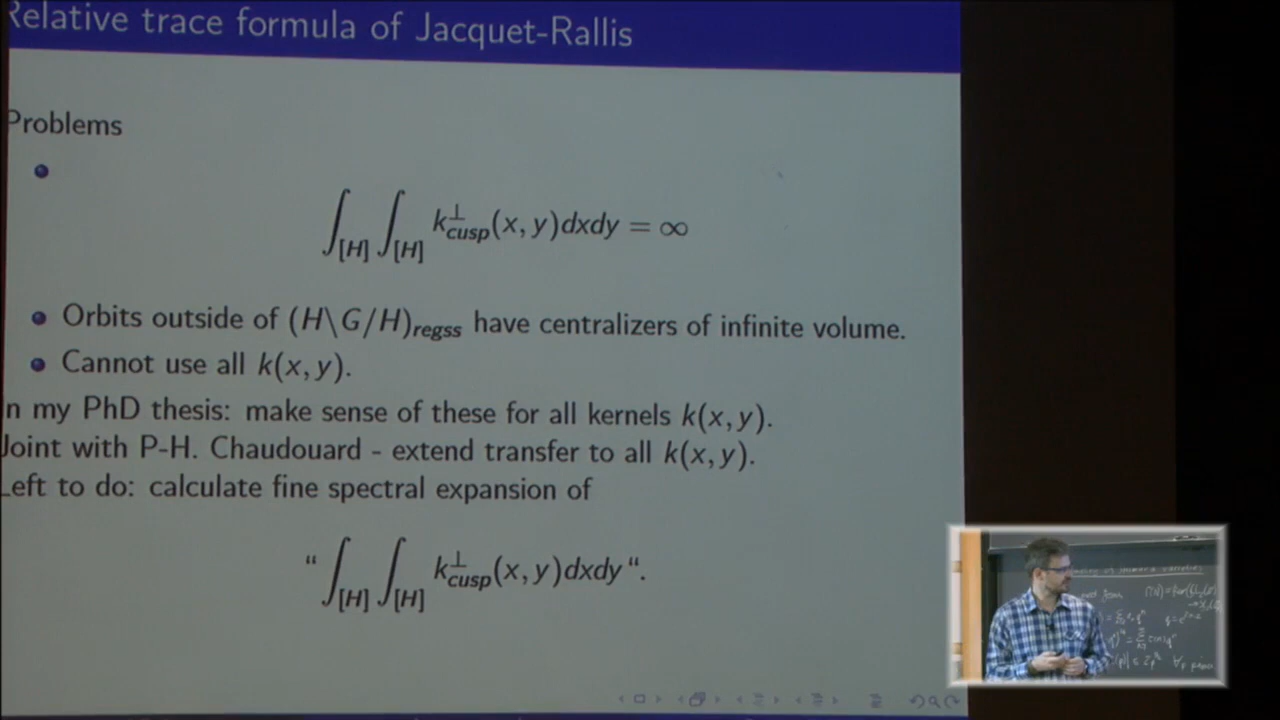 Relative trace formula of Jacquet-Rallis
Problems
∫[H] ∫[H] k⊥cusp(x, y)dxdy = ∞
Orbits outside of (H\G/H)regss have centralizers of infinite volume.
Cannot use all k(x, y).
In my PhD thesis: make sense of these for all kernels k(x, y).
Joint with P-H. Chaudouard - extend transfer to all k(x, y).
Left to do: calculate fine spectral expansion of
“ ∫[H] ∫[H] k⊥cusp(x, y)dxdy “.